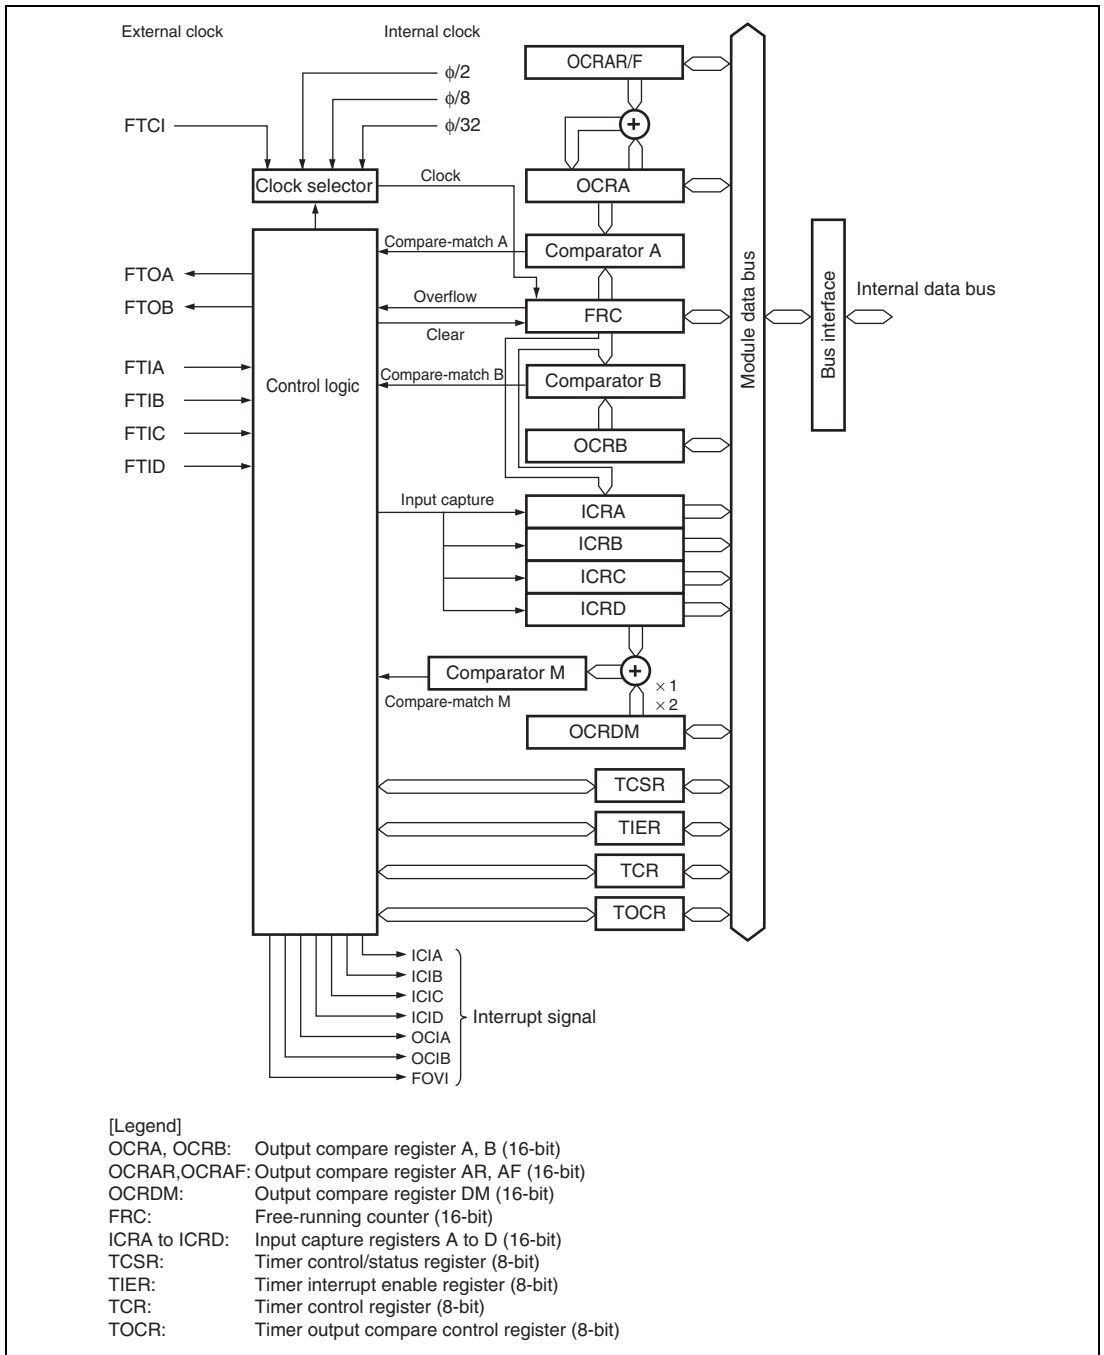 External clock
Internal clock
OCRAR/F
ϕ/2
ϕ/8
FTCI
ϕ/32
+
Clock selector
Clock
OCRA
Compare-match A
Comparator A
FTOA
FTOB
Overflow
FRC
Clear
Module data bus
Bus interface
Internal data bus
FTIA
FTIB
FTIC
FTID
Control logic
Compare-match B
Comparator B
OCRB
Input capture
ICRA
ICRB
ICRC
ICRD
Comparator M
+
× 1
× 2
Compare-match M
OCRDM
TCSR
TIER
TCR
TOCR
ICIA
ICIB
ICIC
ICID
OCIA
OCIB
FOVI
Interrupt signal
[Legend]
OCRA, OCRB: Output compare register A, B (16-bit)
OCRAR,OCRAF: Output compare register AR, AF (16-bit)
OCRDM: Output compare register DM (16-bit)
FRC: Free-running counter (16-bit)
ICRA to ICRD: Input capture registers A to D (16-bit)
TCSR: Timer control/status register (8-bit)
TIER: Timer interrupt enable register (8-bit)
TCR: Timer control register (8-bit)
TOCR: Timer output compare control register (8-bit)